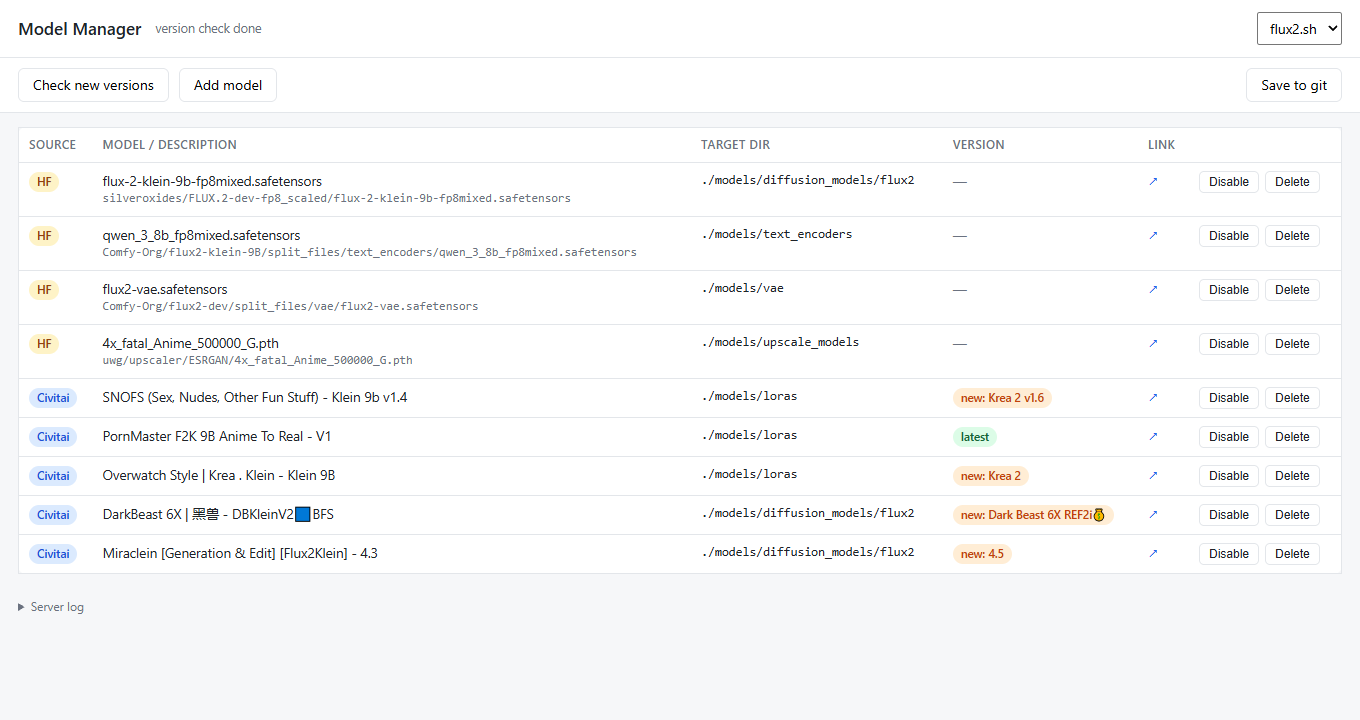 Model Manager version check done flux2.sh
Check new versions Add model Save to git
SOURCE MODEL / DESCRIPTION TARGET DIR VERSION LINK
HF flux-2-klein-9b-fp8mixed.safetensors ./models/diffusion_models/flux2 — ↗ Disable Delete
silveroxides/FLUX.2-dev-fp8_scaled/flux-2-klein-9b-fp8mixed.safetensors
HF qwen_3_8b_fp8mixed.safetensors ./models/text_encoders — ↗ Disable Delete
Comfy-Org/flux2-klein-9B/split_files/text_encoders/qwen_3_8b_fp8mixed.safetensors
HF flux2-vae.safetensors ./models/vae — ↗ Disable Delete
Comfy-Org/flux2-dev/split_files/vae/flux2-vae.safetensors
HF 4x_fatal_Anime_500000_G.pth ./models/upscale_models — ↗ Disable Delete
uwg/upscaler/ESRGAN/4x_fatal_Anime_500000_G.pth
Civitai SNOFS (Sex, Nudes, Other Fun Stuff) - Klein 9b v1.4 ./models/loras new: Krea 2 v1.6 ↗ Disable Delete
Civitai PornMaster F2K 9B Anime To Real - V1 ./models/loras latest ↗ Disable Delete
Civitai Overwatch Style | Krea . Klein - Klein 9B ./models/loras new: Krea 2 ↗ Disable Delete
Civitai DarkBeast 6X | 黑兽 - DBKleinV2🟦BFS ./models/diffusion_models/flux2 new: Dark Beast 6X REF2i💰 ↗ Disable Delete
Civitai Miraclein [Generation & Edit] [Flux2Klein] - 4.3 ./models/diffusion_models/flux2 new: 4.5 ↗ Disable Delete
▶ Server log